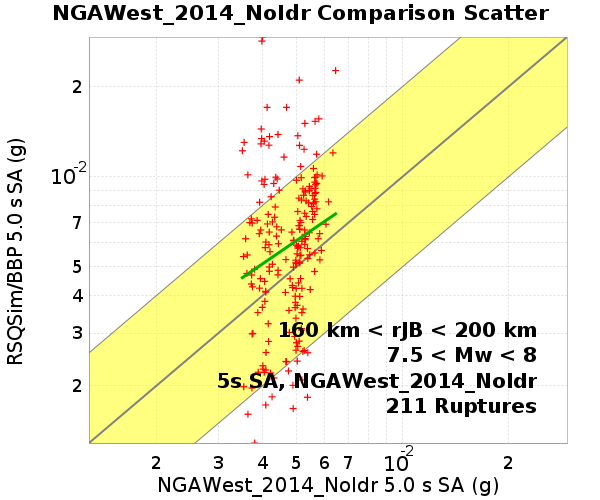 NGAWest_2014_NoIdr Comparison Scatter
RSQSim/BBP 5.0 s SA (g)
2
10-2
7
5
4
3
2
160 km < rJB < 200 km
7.5 < Mw < 8
5s SA, NGAWest_2014_NoIdr
211 Ruptures
2 3 4 5 6 7 10-2 2
NGAWest_2014_NoIdr 5.0 s SA (g)